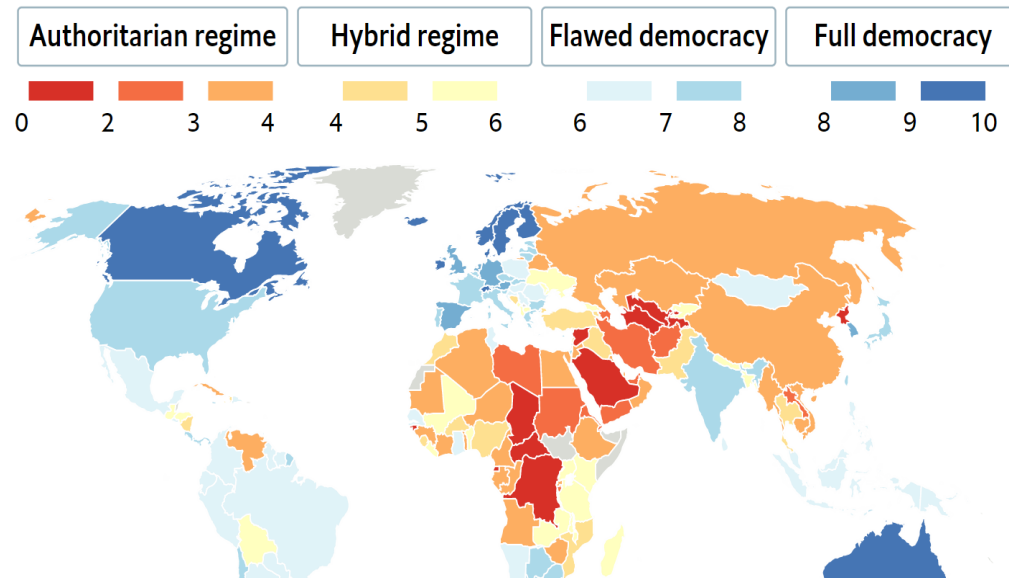 Authoritarian regime Hybrid regime Flawed democracy Full democracy
0 2 3 4 4 5 6 6 7 8 8 9 10